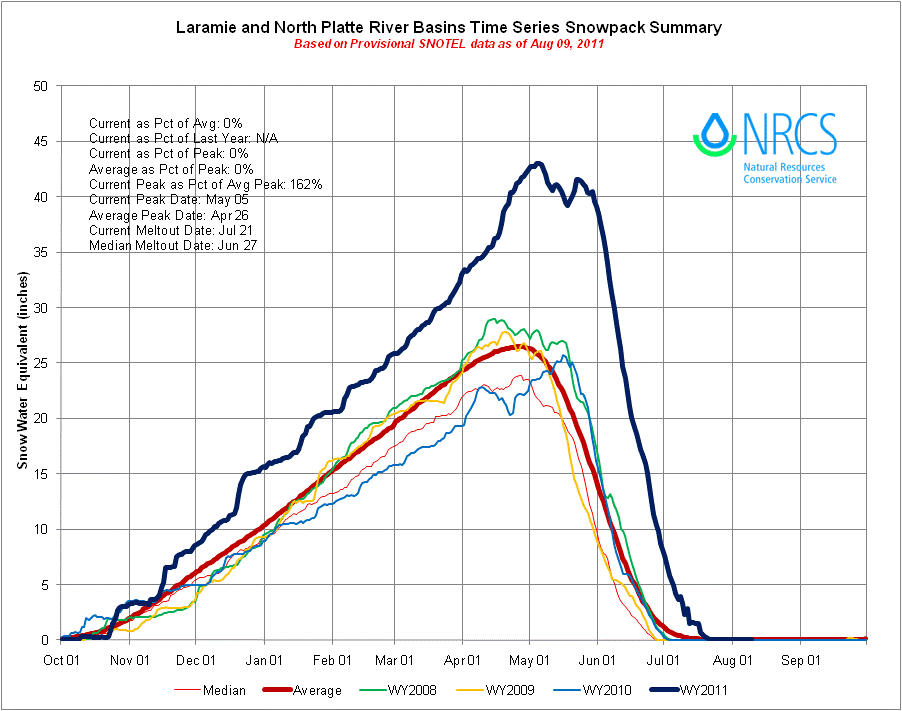 Laramie and North Platte River Basins Time Series Snowpack Summary
Based on Provisional SNOTEL data as of Aug 09, 2011
50
45
40
35
30
25
20
15
10
5
0
Snow Water Equivalent (inches)
Current as Pct of Avg: 0%
Current as Pct of Last Year: N/A
Current as Pct of Peak: 0%
Average as Pct of Peak: 0%
Current Peak as Pct of Avg Peak: 162%
Current Peak Date: May 05
Average Peak Date: Apr 26
Current Meltout Date: Jul 21
Median Meltout Date: Jun 27
NRCS
Natural Resources
Conservation Service
Oct 01 Nov 01 Dec 01 Jan 01 Feb 01 Mar 01 Apr 01 May 01 Jun 01 Jul 01 Aug 01 Sep 01
Median Average WY2008 WY2009 WY2010 WY2011